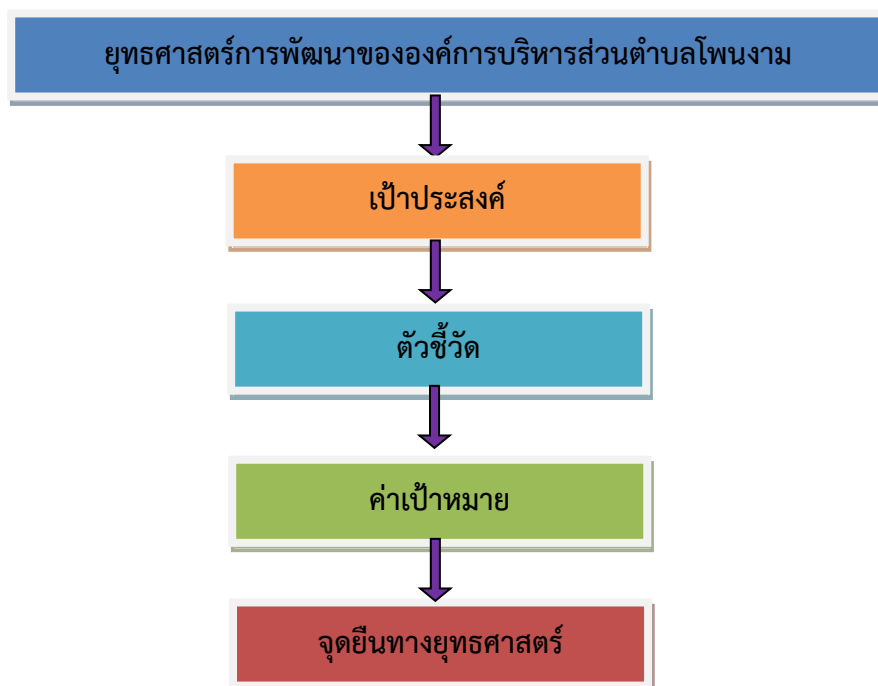 ยุทธศาสตร์การพัฒนาขององค์การบริหารส่วนตำบลโพนงาม
เป้าประสงค์
ตัวชี้วัด
ค่าเป้าหมาย
จุดยืนทางยุทธศาสตร์